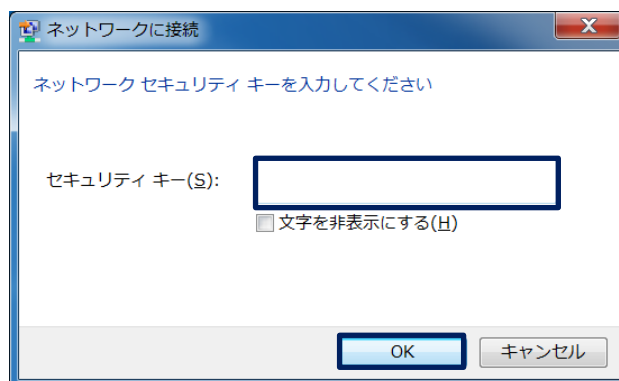 ネットワークに接続
ネットワーク セキュリティ キーを入力してください
セキュリティ キー(S):
文字を非表示にする(H)
OK
キャンセル